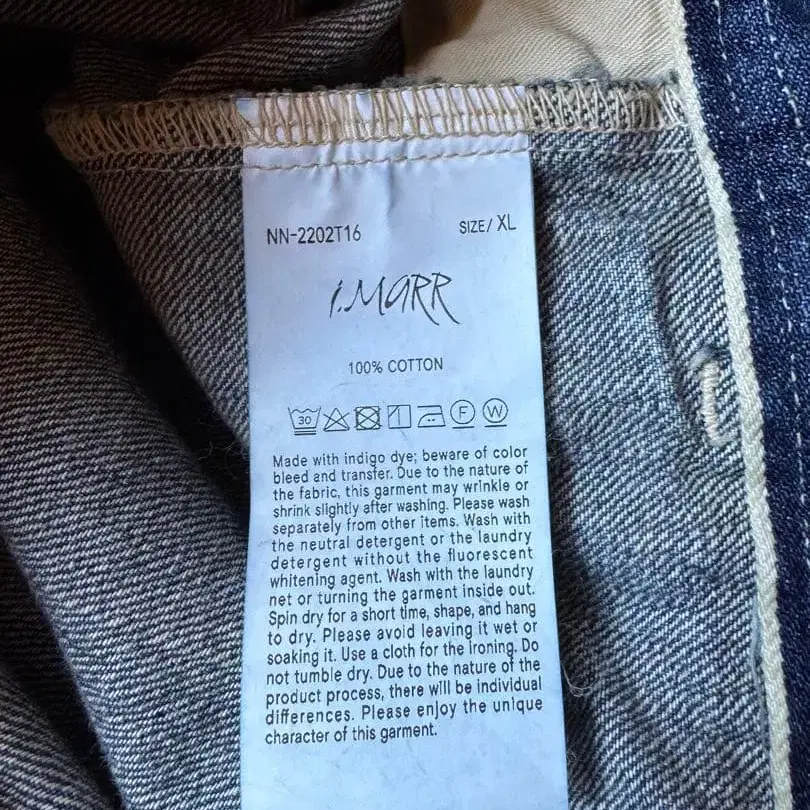 NN-2202T16 SIZE/ XL
i.MARR
100% COTTON
30 F W
Made with indigo dye; beware of color
bleed and transfer. Due to the nature of
the fabric, this garment may wrinkle or
shrink slightly after washing. Please wash
separately from other items. Wash with
the neutral detergent or the laundry
detergent without the fluorescent
whitening agent. Wash with the laundry
net or turning the garment inside out.
Spin dry for a short time, shape, and hang
to dry. Please avoid leaving it wet or
soaking it. Use a cloth for the ironing. Do
not tumble dry. Due to the nature of the
product process, there will be individual
differences. Please enjoy the unique
character of this garment.